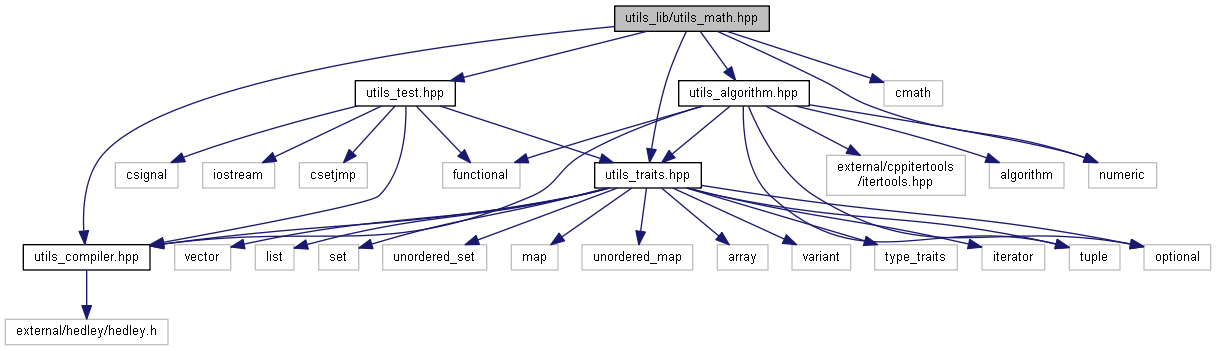 utils_lib/utils_math.hpp
utils_test.hpp
utils_algorithm.hpp
cmath
csignal
iostream
csetjmp
functional
utils_traits.hpp
external/cppitertools
/itertools.hpp
algorithm
numeric
utils_compiler.hpp
vector
list
set
unordered_set
map
unordered_map
array
variant
type_traits
iterator
tuple
optional
external/hedley/hedley.h